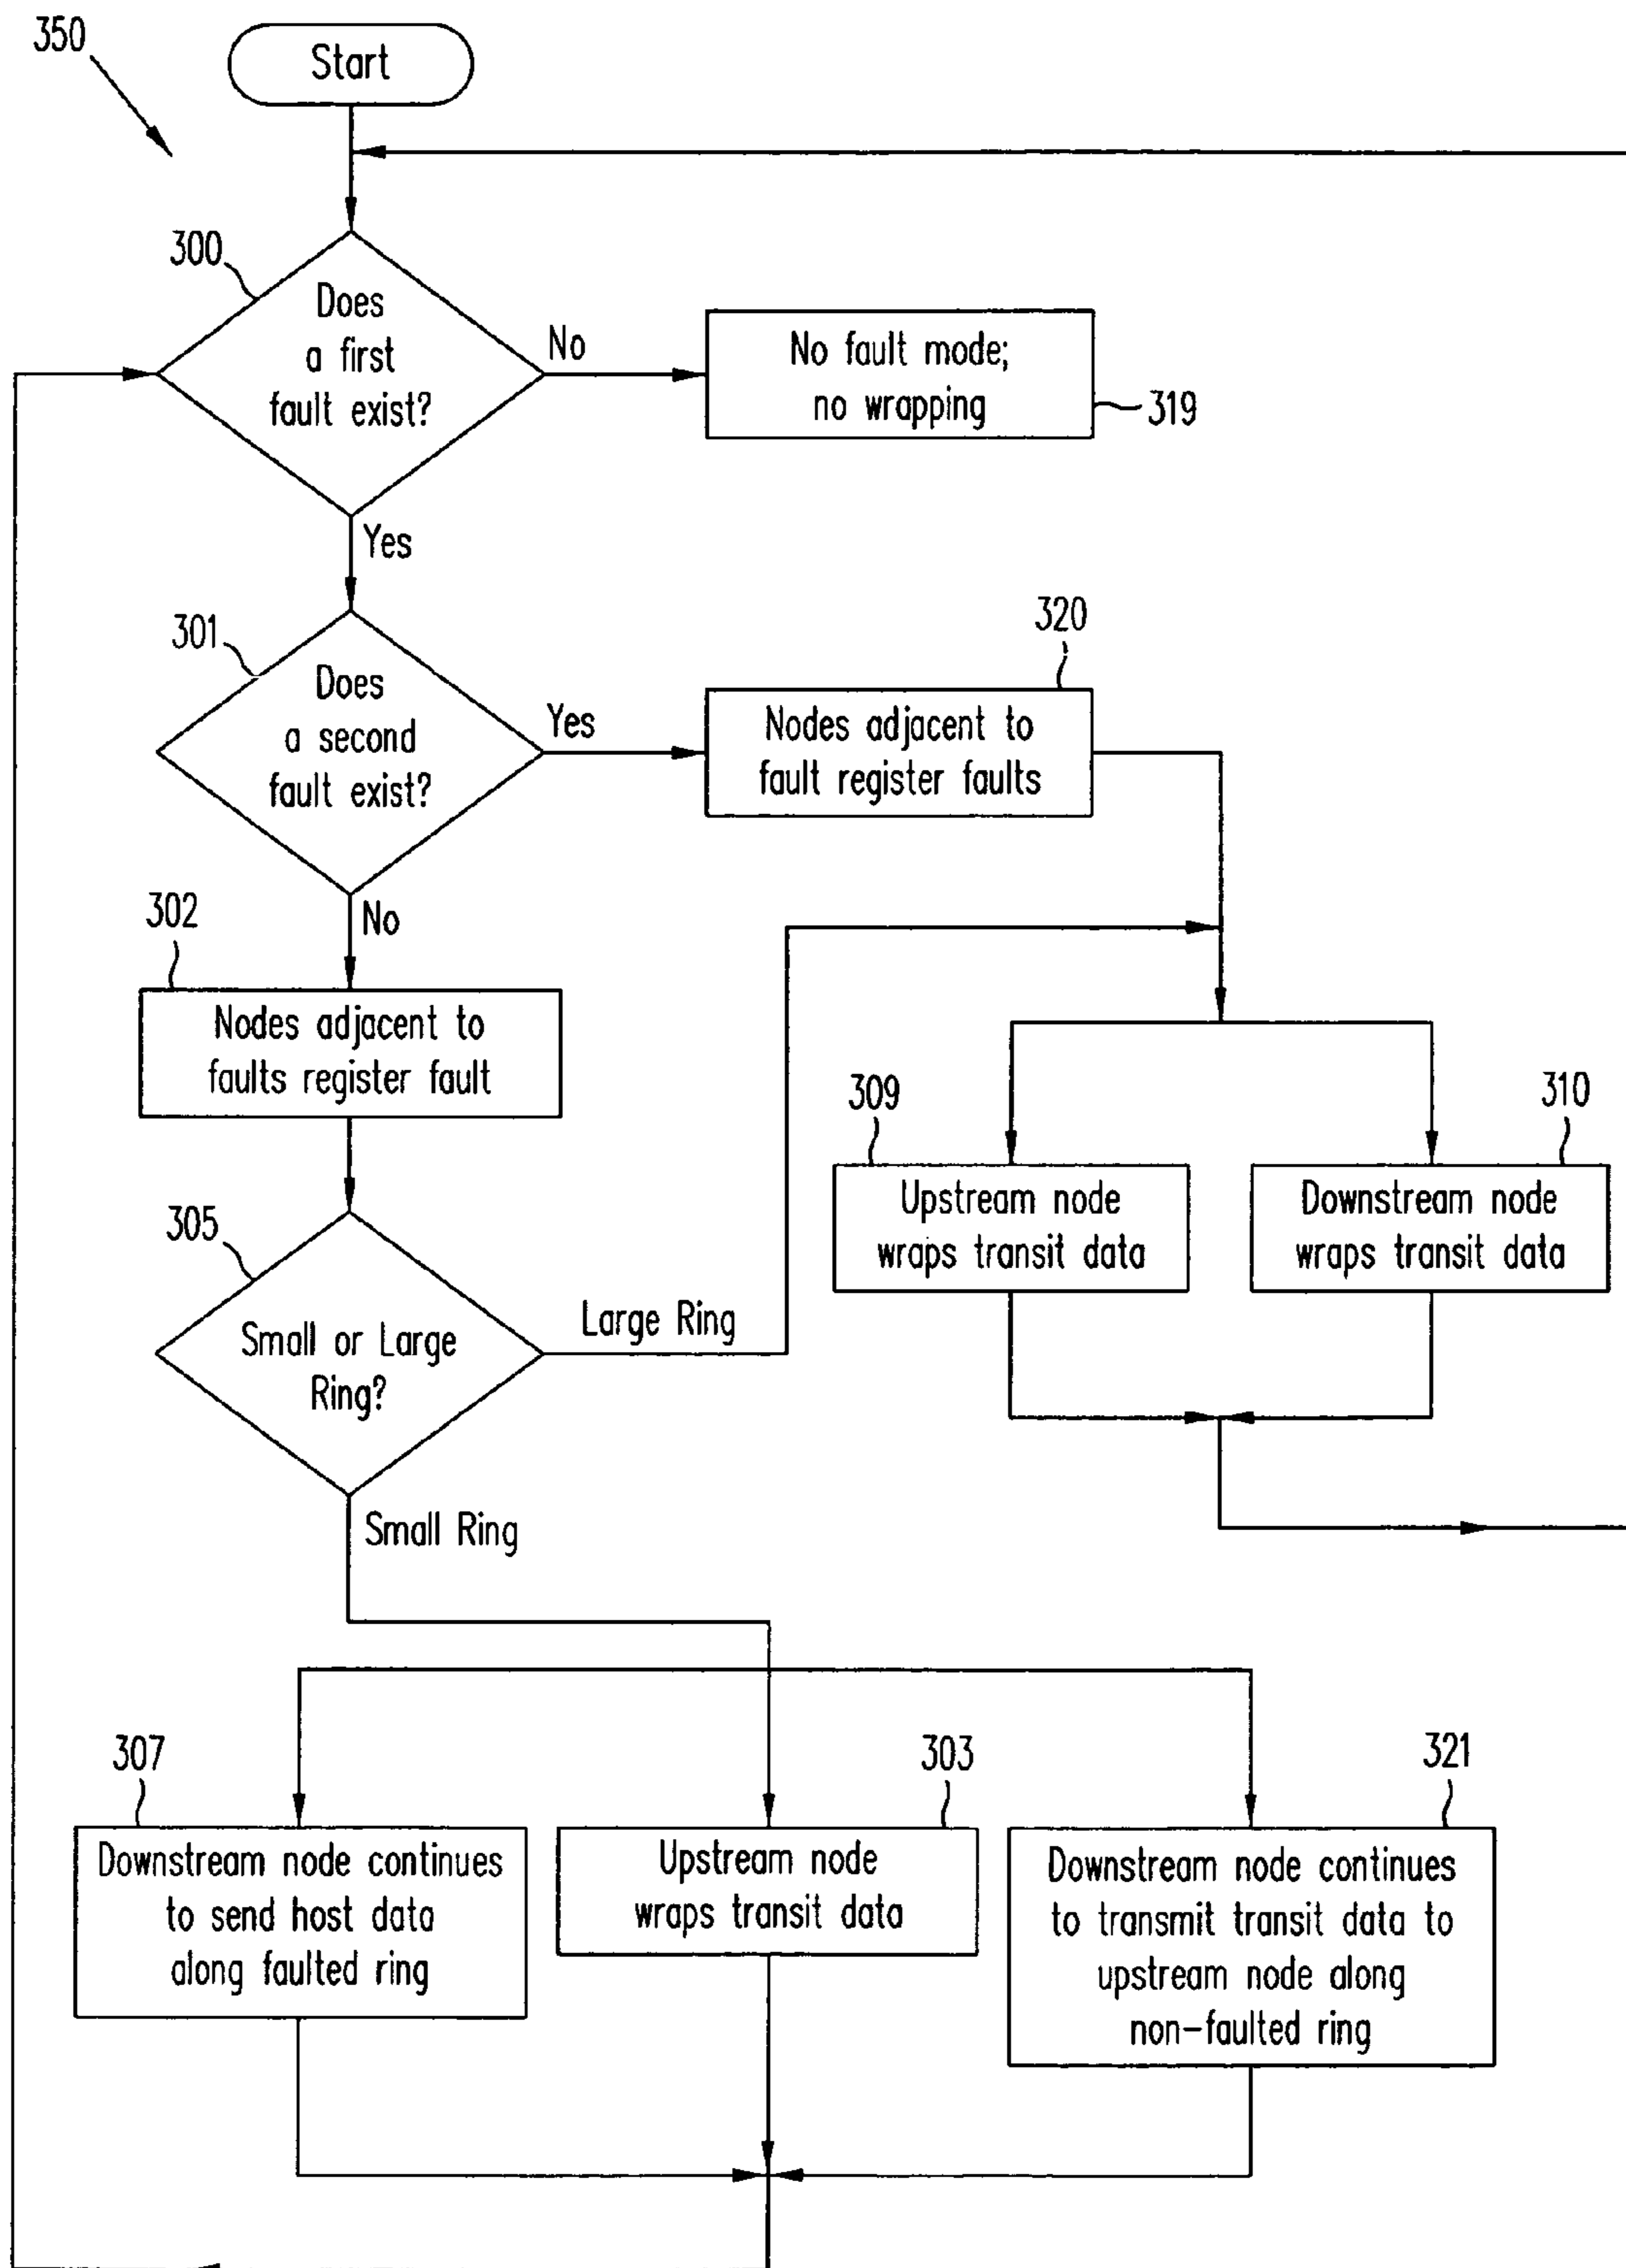 350
Start
300
Does
a first
fault exist?
No
No fault mode;
no wrapping
319
Yes
301
Does
a second
fault exist?
Yes
320
Nodes adjacent to
fault register faults
No
302
Nodes adjacent to
faults register fault
309
Upstream node
wraps transit data
310
Downstream node
wraps transit data
305
Small or Large
Ring?
Large Ring
Small Ring
307
Downstream node continues
to send host data
along faulted ring
303
Upstream node
wraps transit data
321
Downstream node continues
to transmit transit data to
upstream node along
non-faulted ring